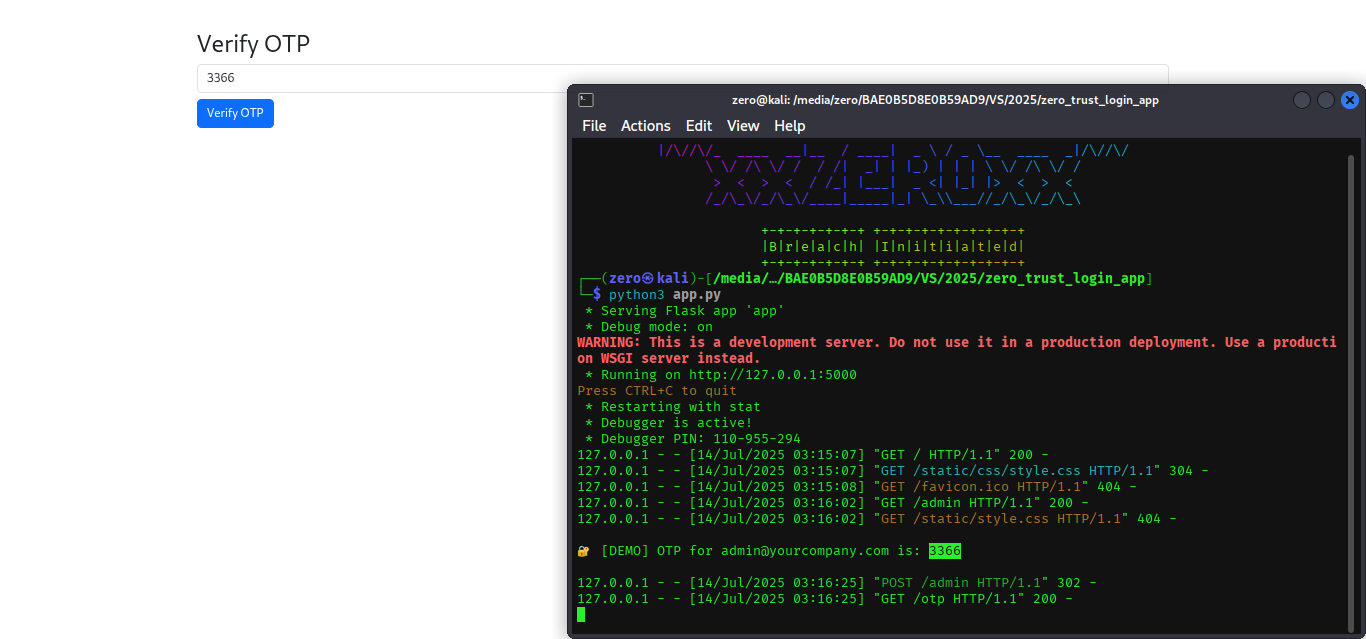 Verify OTP
3366
Verify OTP
zero@kali: /media/zero/BAE0B5D8E0B59AD9/VS/2025/zero_trust_login_app
File Actions Edit View Help
|/\//\/_  ____  __|__  / ____|  _ \ / _ \__  ____  _|/\//\/
\ \/ /\ \/ /  / /|  _| | |_) | | | \ \/ /\ \/ /
>  <  >  <  / /_| |___|  _ <| |_| |>  <  >  <
/_/\_\/_/\_\/____|_____|_| \_\\___//_/\_\/_/\_\
+-+-+-+-+-+-+ +-+-+-+-+-+-+-+-+-+
|B|r|e|a|c|h| |I|n|i|t|i|a|t|e|d|
+-+-+-+-+-+-+ +-+-+-+-+-+-+-+-+-+
┌──(zero㉿kali)-[/media/…/BAE0B5D8E0B59AD9/VS/2025/zero_trust_login_app]
└─$ python3 app.py
* Serving Flask app 'app'
* Debug mode: on
WARNING: This is a development server. Do not use it in a production deployment. Use a producti
on WSGI server instead.
* Running on http://127.0.0.1:5000
Press CTRL+C to quit
* Restarting with stat
* Debugger is active!
* Debugger PIN: 110-955-294
127.0.0.1 - - [14/Jul/2025 03:15:07] "GET / HTTP/1.1" 200 -
127.0.0.1 - - [14/Jul/2025 03:15:07] "GET /static/css/style.css HTTP/1.1" 304 -
127.0.0.1 - - [14/Jul/2025 03:15:08] "GET /favicon.ico HTTP/1.1" 404 -
127.0.0.1 - - [14/Jul/2025 03:16:02] "GET /admin HTTP/1.1" 200 -
127.0.0.1 - - [14/Jul/2025 03:16:02] "GET /static/style.css HTTP/1.1" 404 -
🔐 [DEMO] OTP for admin@yourcompany.com is: 3366
127.0.0.1 - - [14/Jul/2025 03:16:25] "POST /admin HTTP/1.1" 302 -
127.0.0.1 - - [14/Jul/2025 03:16:25] "GET /otp HTTP/1.1" 200 -